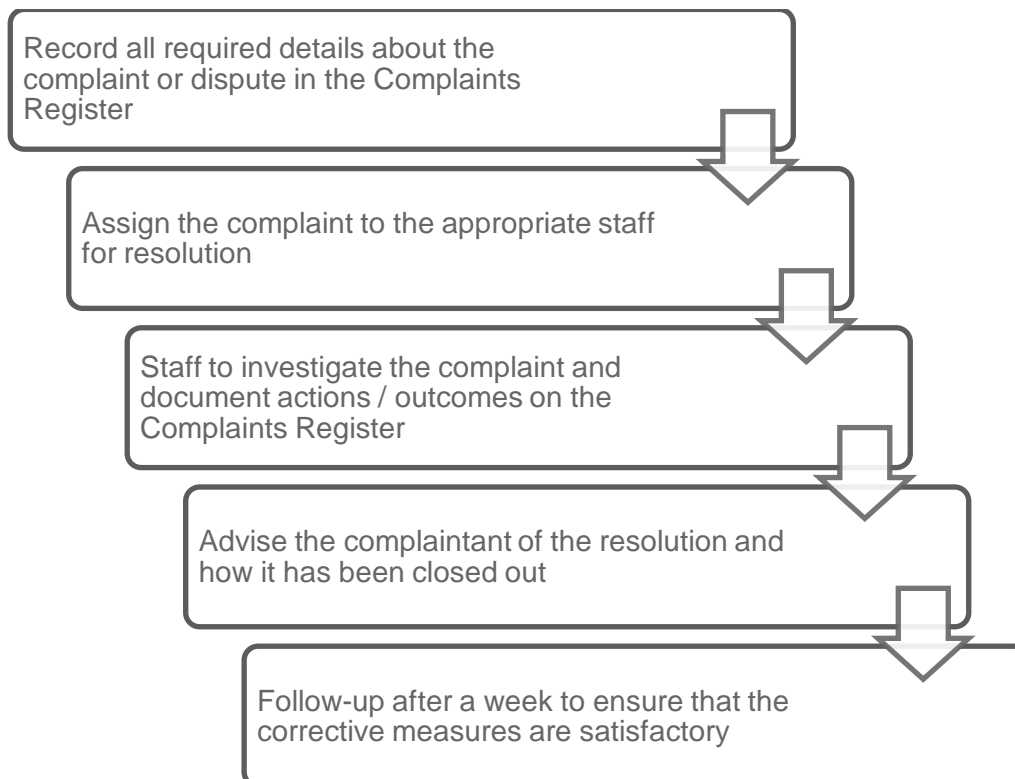 Record all required details about the
complaint or dispute in the Complaints
Register
Assign the complaint to the appropriate staff
for resolution
Staff to investigate the complaint and
document actions / outcomes on the
Complaints Register
Advise the complainant of the resolution and
how it has been closed out
Follow-up after a week to ensure that the
corrective measures are satisfactory